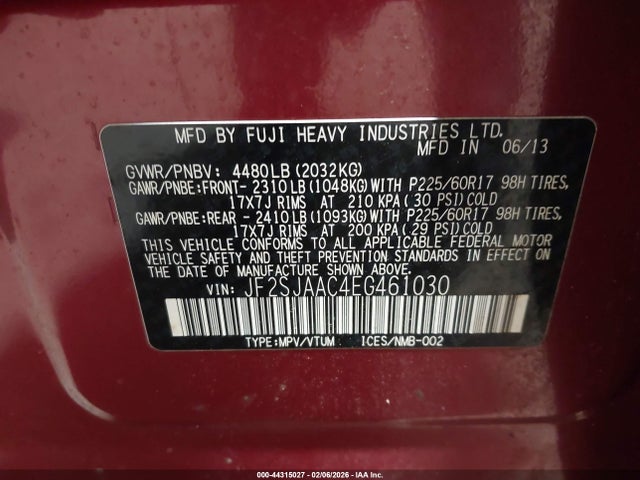 MFD BY FUJI HEAVY INDUSTRIES LTD.
MFD IN 06/13
GVWR/PNBV: 4480LB (2032KG)
GAWR/PNBE:FRONT- 2310LB (1048KG)WITH P225/60R17 98H TIRES,
17X7J RIMS AT 210 KPA (30 PSI) COLD
GAWR/PNBE:REAR - 2410LB (1093KG)WITH P225/60R17 98H TIRES,
17X7J RIMS AT 200 KPA (29 PSI) COLD
THIS VEHICLE CONFORMS TO ALL APPLICABLE FEDERAL MOTOR
VEHICLE SAFETY AND THEFT PREVENTION STANDARDS IN EFFECT
ON THE DATE OF MANUFACTURE SHOWN ABOVE.
VIN: JF2SJAAC4EG461030
TYPE:MPV/VTUM ICES/NMB-002
000-44315027 - 02/06/2026 - IAA Inc.